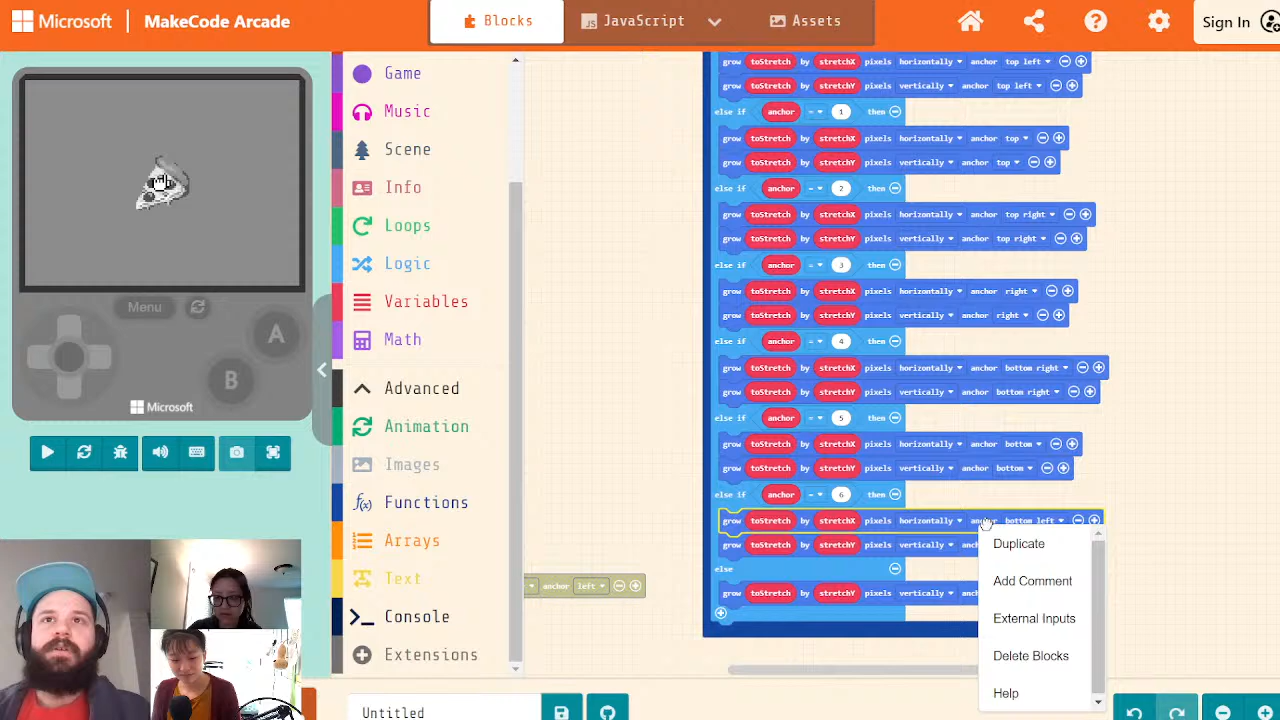 Microsoft MakeCode Arcade Blocks JavaScript Assets Sign In
Game
Music
Scene
Info
Loops
Logic
Variables
Math
Advanced
Animation
Images
Functions
Arrays
Text
Console
Extensions
Menu
A
B
Microsoft
grow toStretch by stretchX pixels horizontally anchor top left
grow toStretch by stretchY pixels vertically anchor top left
else if anchor = 1 then
grow toStretch by stretchX pixels horizontally anchor top
grow toStretch by stretchY pixels vertically anchor top
else if anchor = 2 then
grow toStretch by stretchX pixels horizontally anchor top right
grow toStretch by stretchY pixels vertically anchor top right
else if anchor = 3 then
grow toStretch by stretchX pixels horizontally anchor right
grow toStretch by stretchY pixels vertically anchor right
else if anchor = 4 then
grow toStretch by stretchX pixels horizontally anchor bottom right
grow toStretch by stretchY pixels vertically anchor bottom right
else if anchor = 5 then
grow toStretch by stretchX pixels horizontally anchor bottom
grow toStretch by stretchY pixels vertically anchor bottom
else if anchor = 6 then
grow toStretch by stretchX pixels horizontally anchor bottom left
grow toStretch by stretchY pixels vertically
else
grow toStretch by stretchY pixels vertically
anchor left
Duplicate
Add Comment
External Inputs
Delete Blocks
Help
Untitled